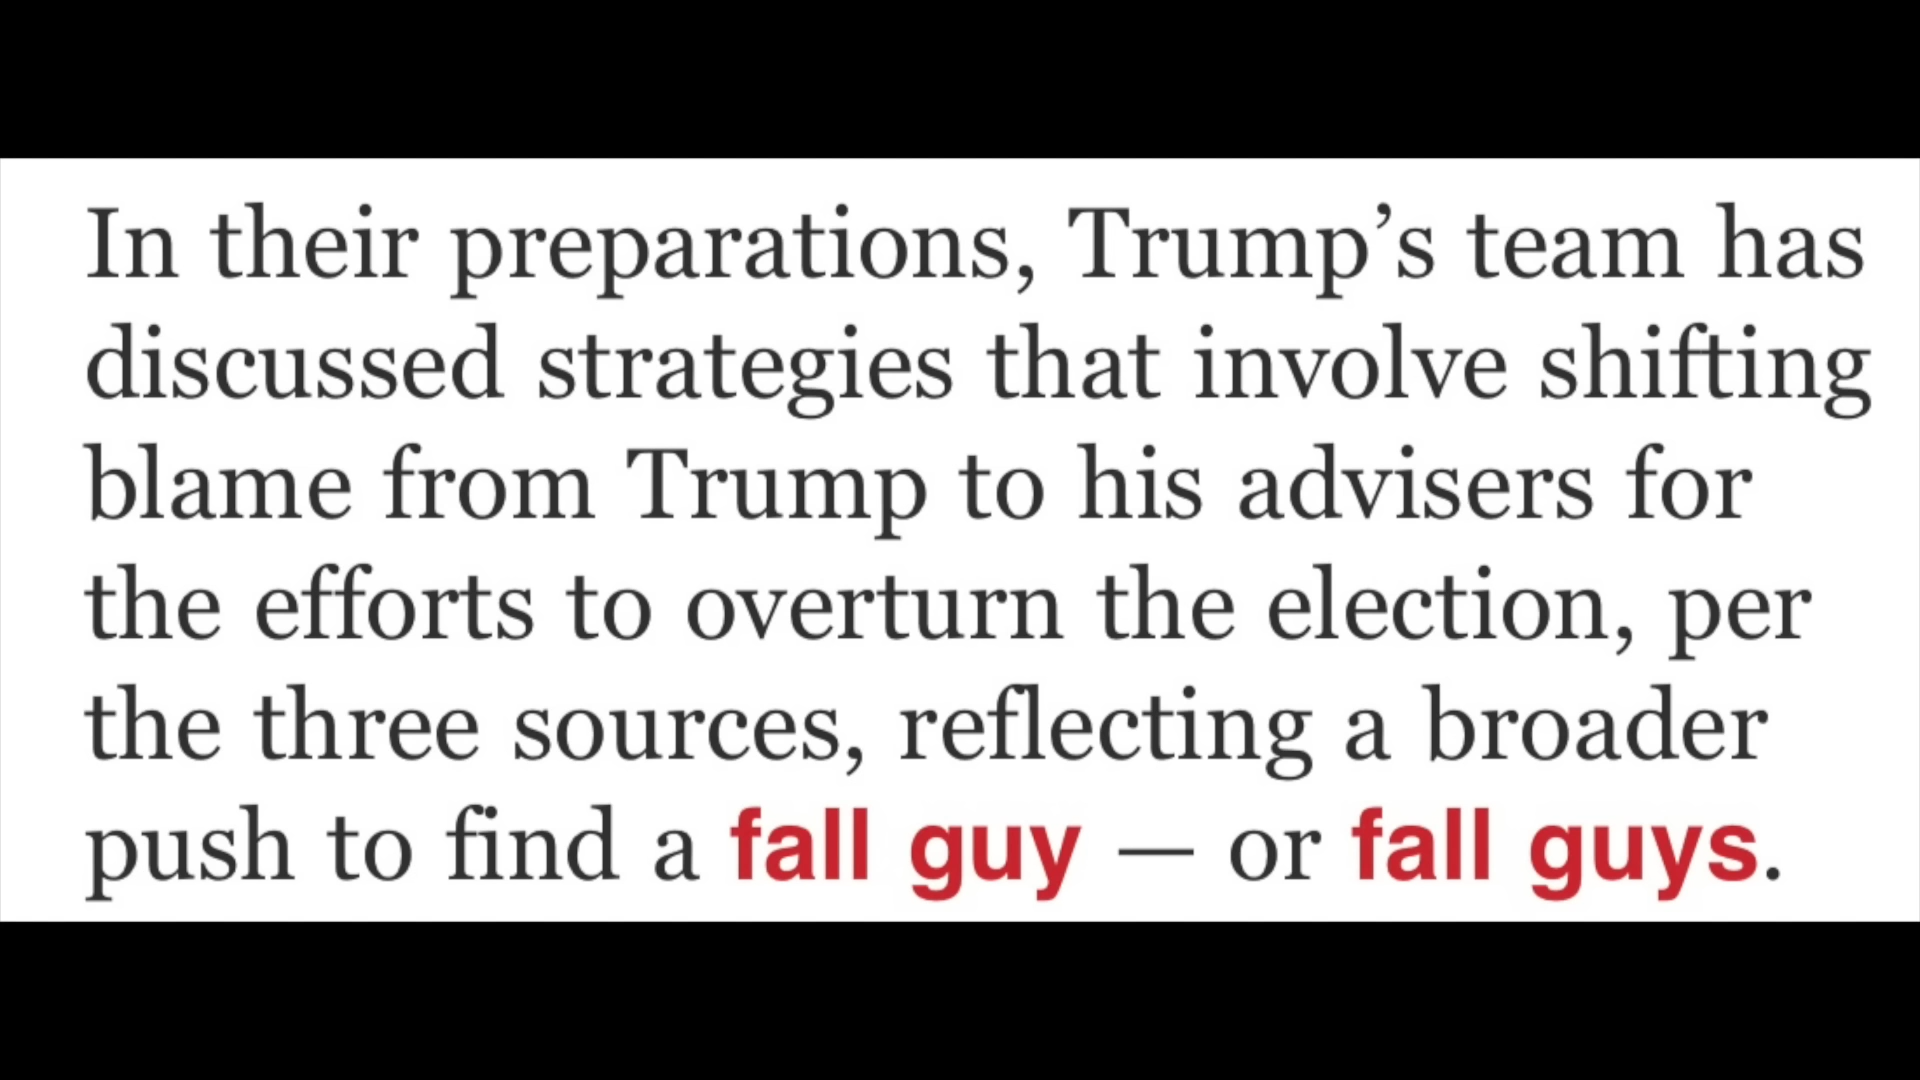 In their preparations, Trump’s team has
discussed strategies that involve shifting
blame from Trump to his advisers for
the efforts to overturn the election, per
the three sources, reflecting a broader
push to find a fall guy — or fall guys.